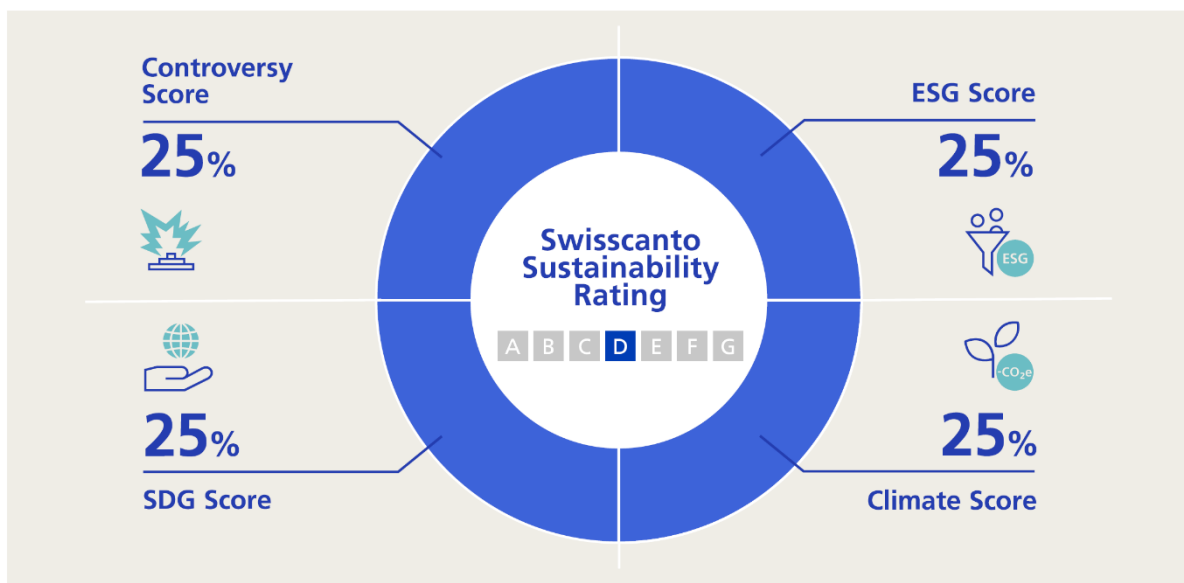 Controversy
Score
25%
ESG Score
25%
ESG
Swisscanto
Sustainability
Rating
A B C D E F G
25%
SDG Score
-CO₂e
25%
Climate Score